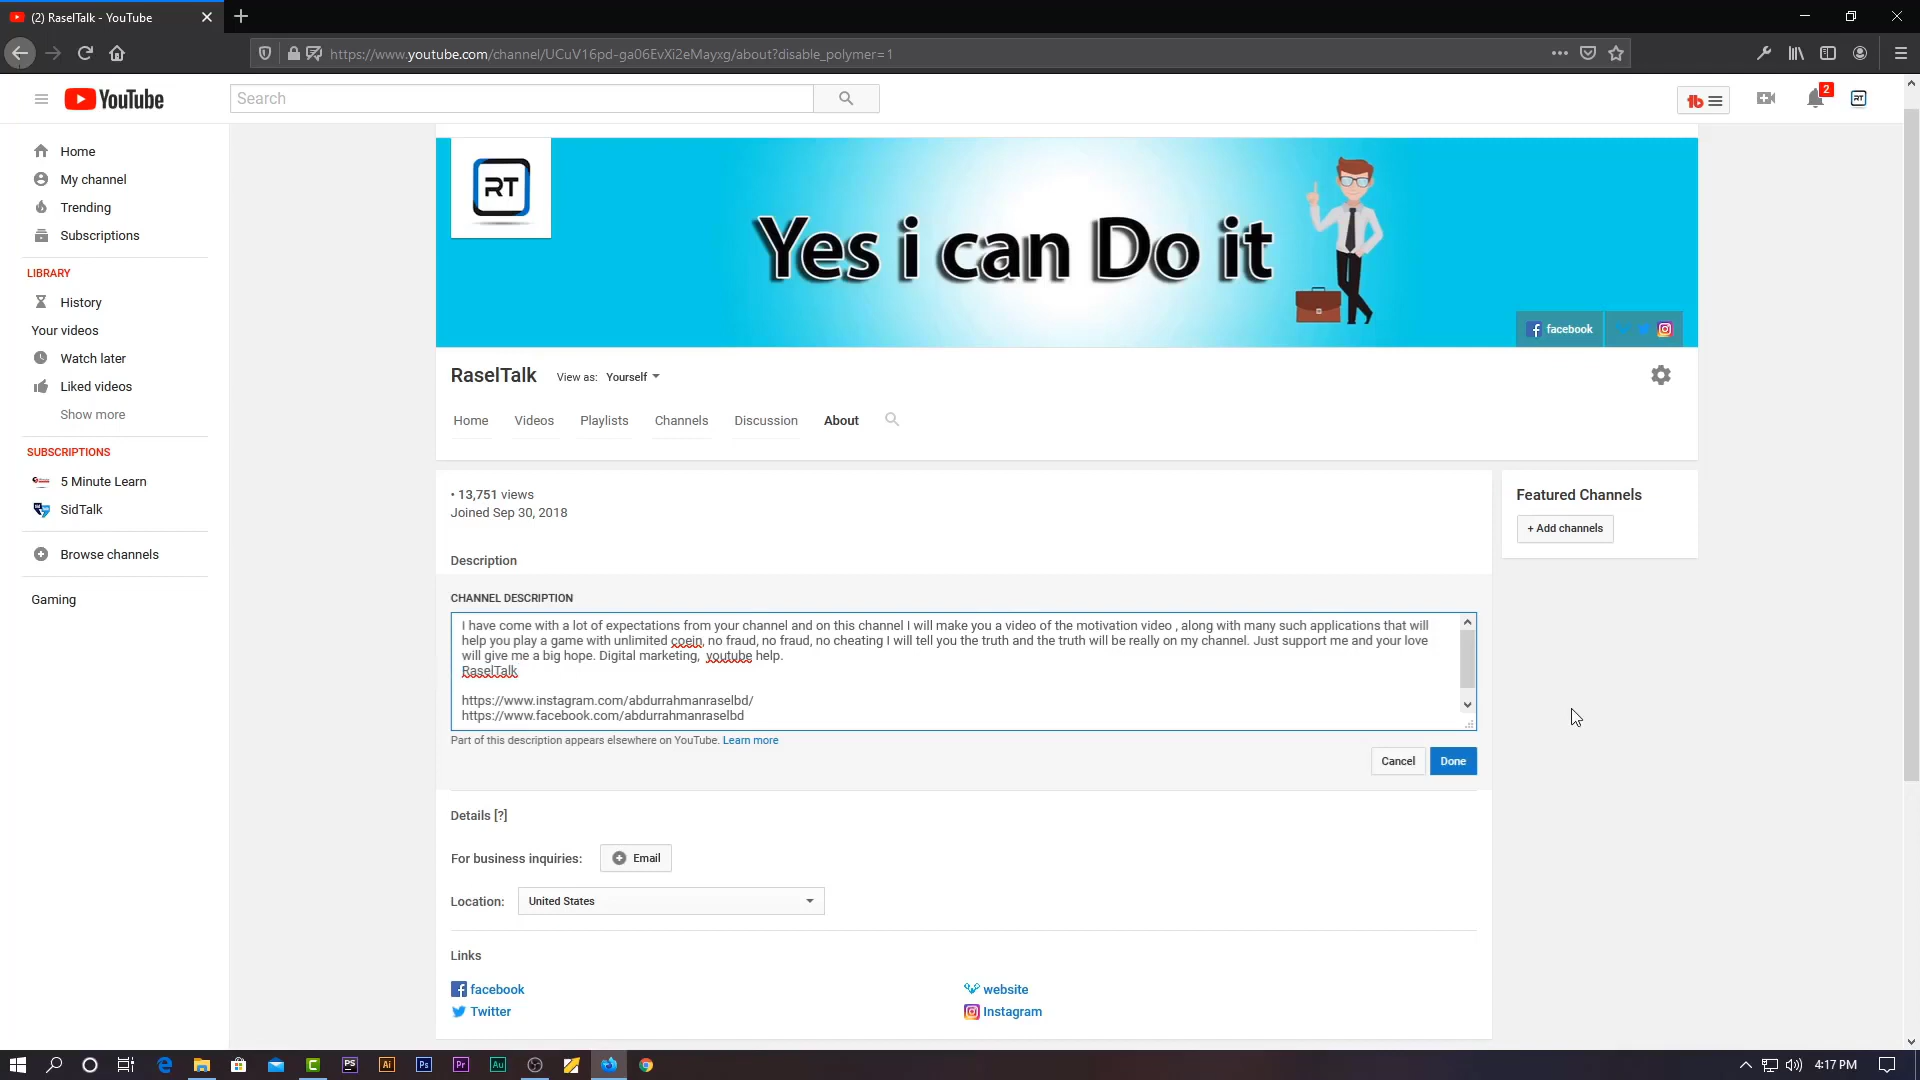 (2) RaselTalk - YouTube
https://www.youtube.com/channel/UCuV16pd-ga06EvXi2eMayxg/about?disable_polymer=1
YouTube
Search
2
RT
Home
My channel
Trending
Subscriptions
LIBRARY
History
Your videos
Watch later
Liked videos
Show more
SUBSCRIPTIONS
5 Minute Learn
SidTalk
Browse channels
Gaming
RT
Yes i can Do it
facebook
RaselTalk View as: Yourself
Home Videos Playlists Channels Discussion About
• 13,751 views
Joined Sep 30, 2018
Description
CHANNEL DESCRIPTION
I have come with a lot of expectations from your channel and on this channel I will make you a video of the motivation video , along with many such applications that will
help you play a game with unlimited coein, no fraud, no fraud, no cheating I will tell you the truth and the truth will be really on my channel. Just support me and your love
will give me a big hope. Digital marketing,  youtube help.
RaselTalk
https://www.instagram.com/abdurrahmanraselbd/
https://www.facebook.com/abdurrahmanraselbd
Part of this description appears elsewhere on YouTube. Learn more
Cancel Done
Details [?]
For business inquiries: Email
Location: United States
Links
facebook website
Twitter Instagram
Featured Channels
+ Add channels
PS Ai Ps Pr Au
4:17 PM